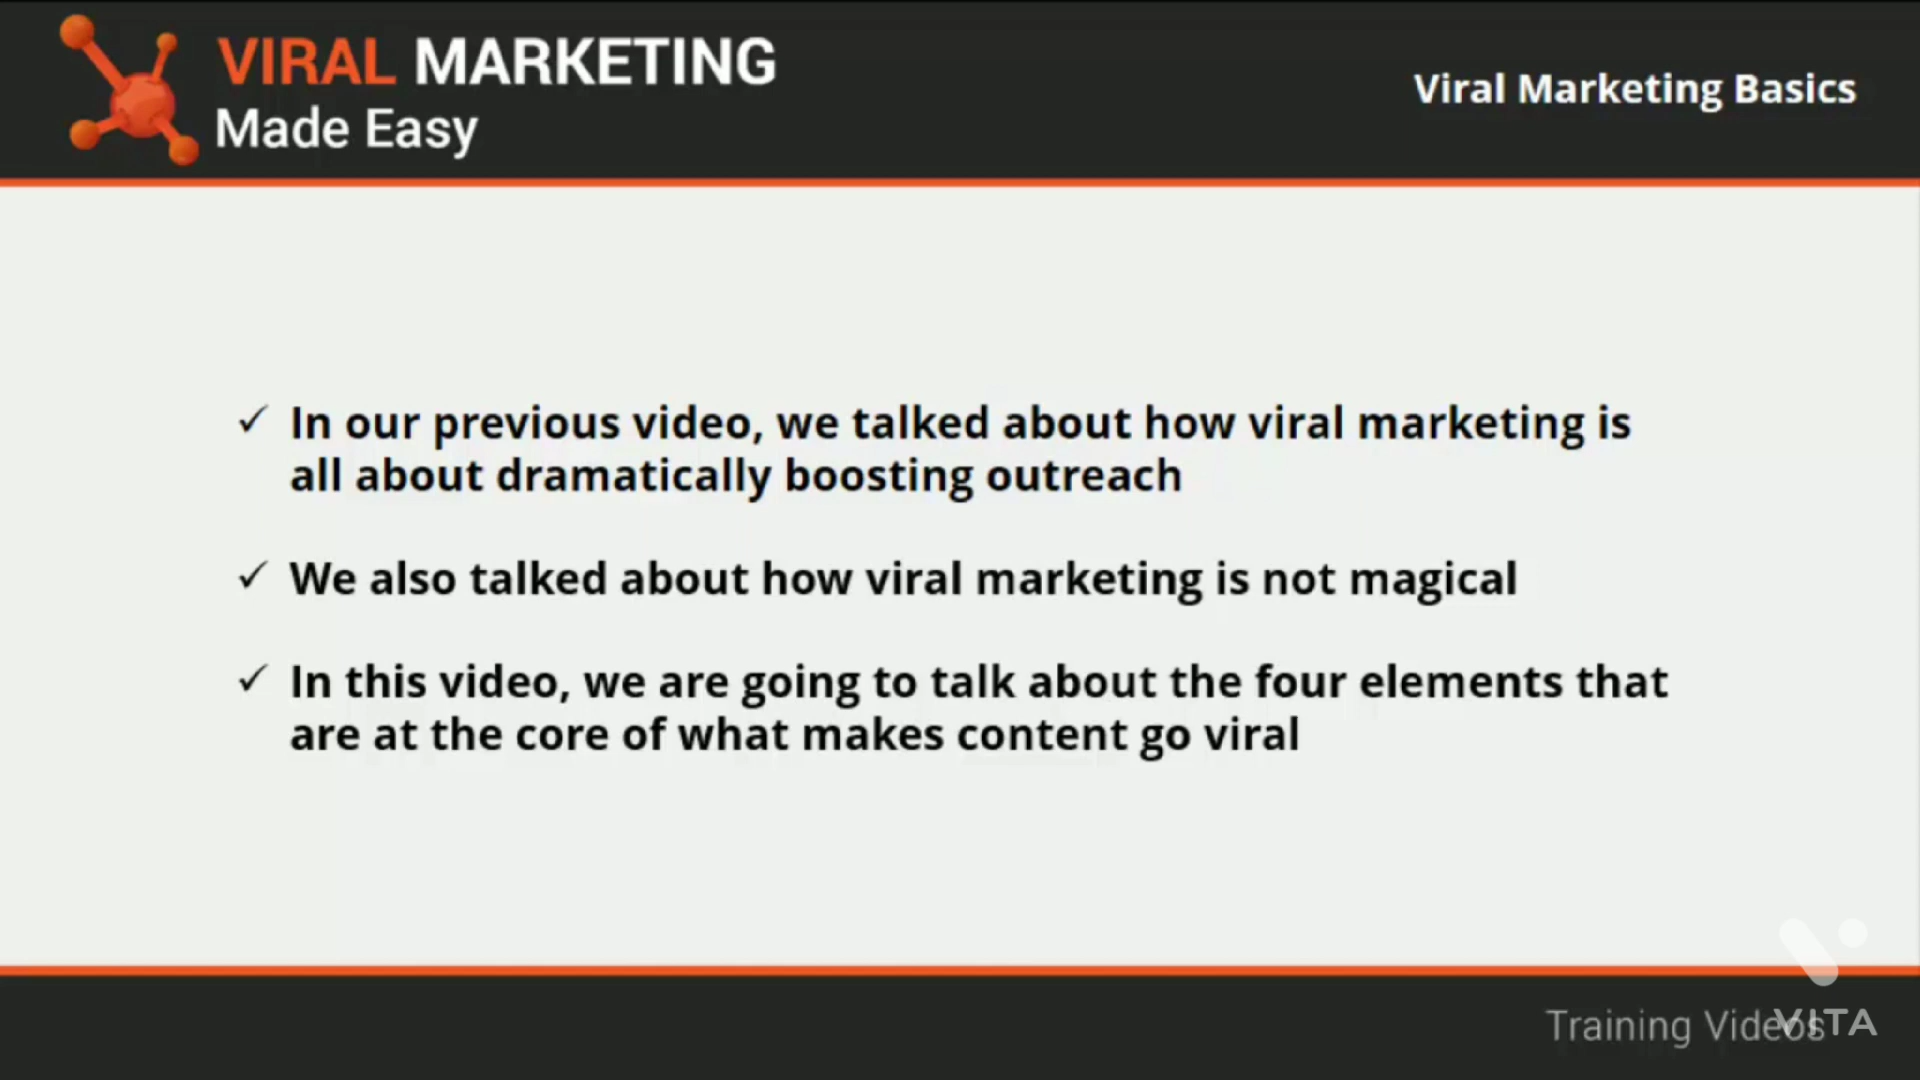 VIRAL MARKETING
Made Easy
Viral Marketing Basics
✓ In our previous video, we talked about how viral marketing is
all about dramatically boosting outreach
✓ We also talked about how viral marketing is not magical
✓ In this video, we are going to talk about the four elements that
are at the core of what makes content go viral
Training Videos
VITA